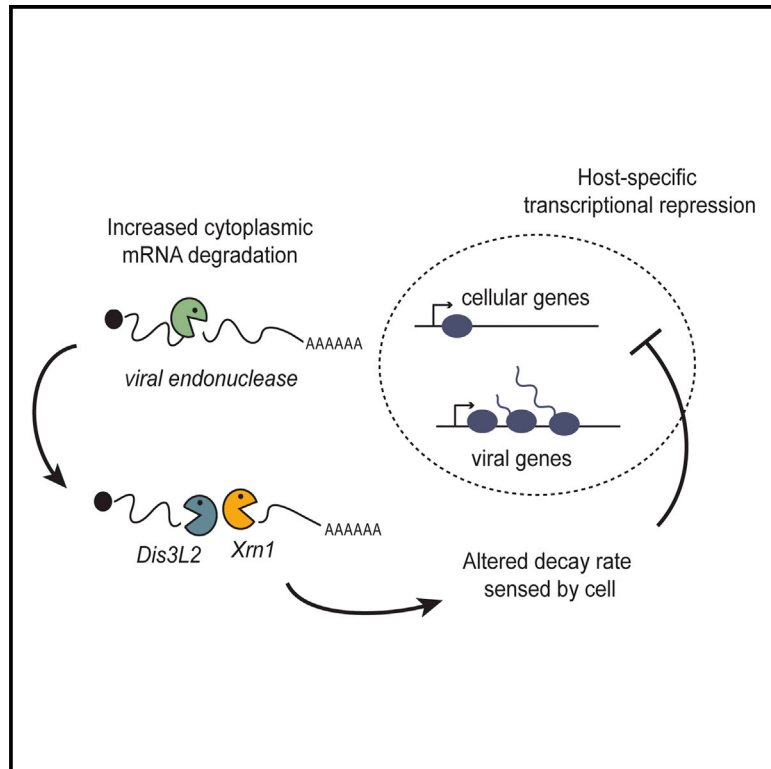 Increased cytoplasmic
mRNA degradation
AAAAAA
viral endonuclease
Dis3L2
Xrn1
AAAAAA
Altered decay rate
sensed by cell
Host-specific
transcriptional repression
cellular genes
viral genes